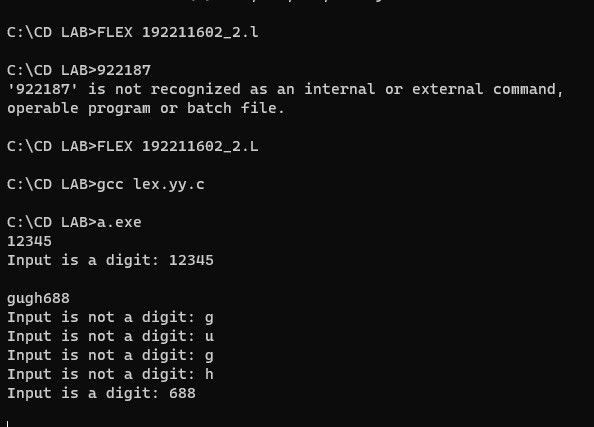 C:\CD LAB>FLEX 192211602_2.l
C:\CD LAB>922187
'922187' is not recognized as an internal or external command,
operable program or batch file.
C:\CD LAB>FLEX 192211602_2.L
C:\CD LAB>gcc lex.yy.c
C:\CD LAB>a.exe
12345
Input is a digit: 12345
gugh688
Input is not a digit: g
Input is not a digit: u
Input is not a digit: g
Input is not a digit: h
Input is a digit: 688